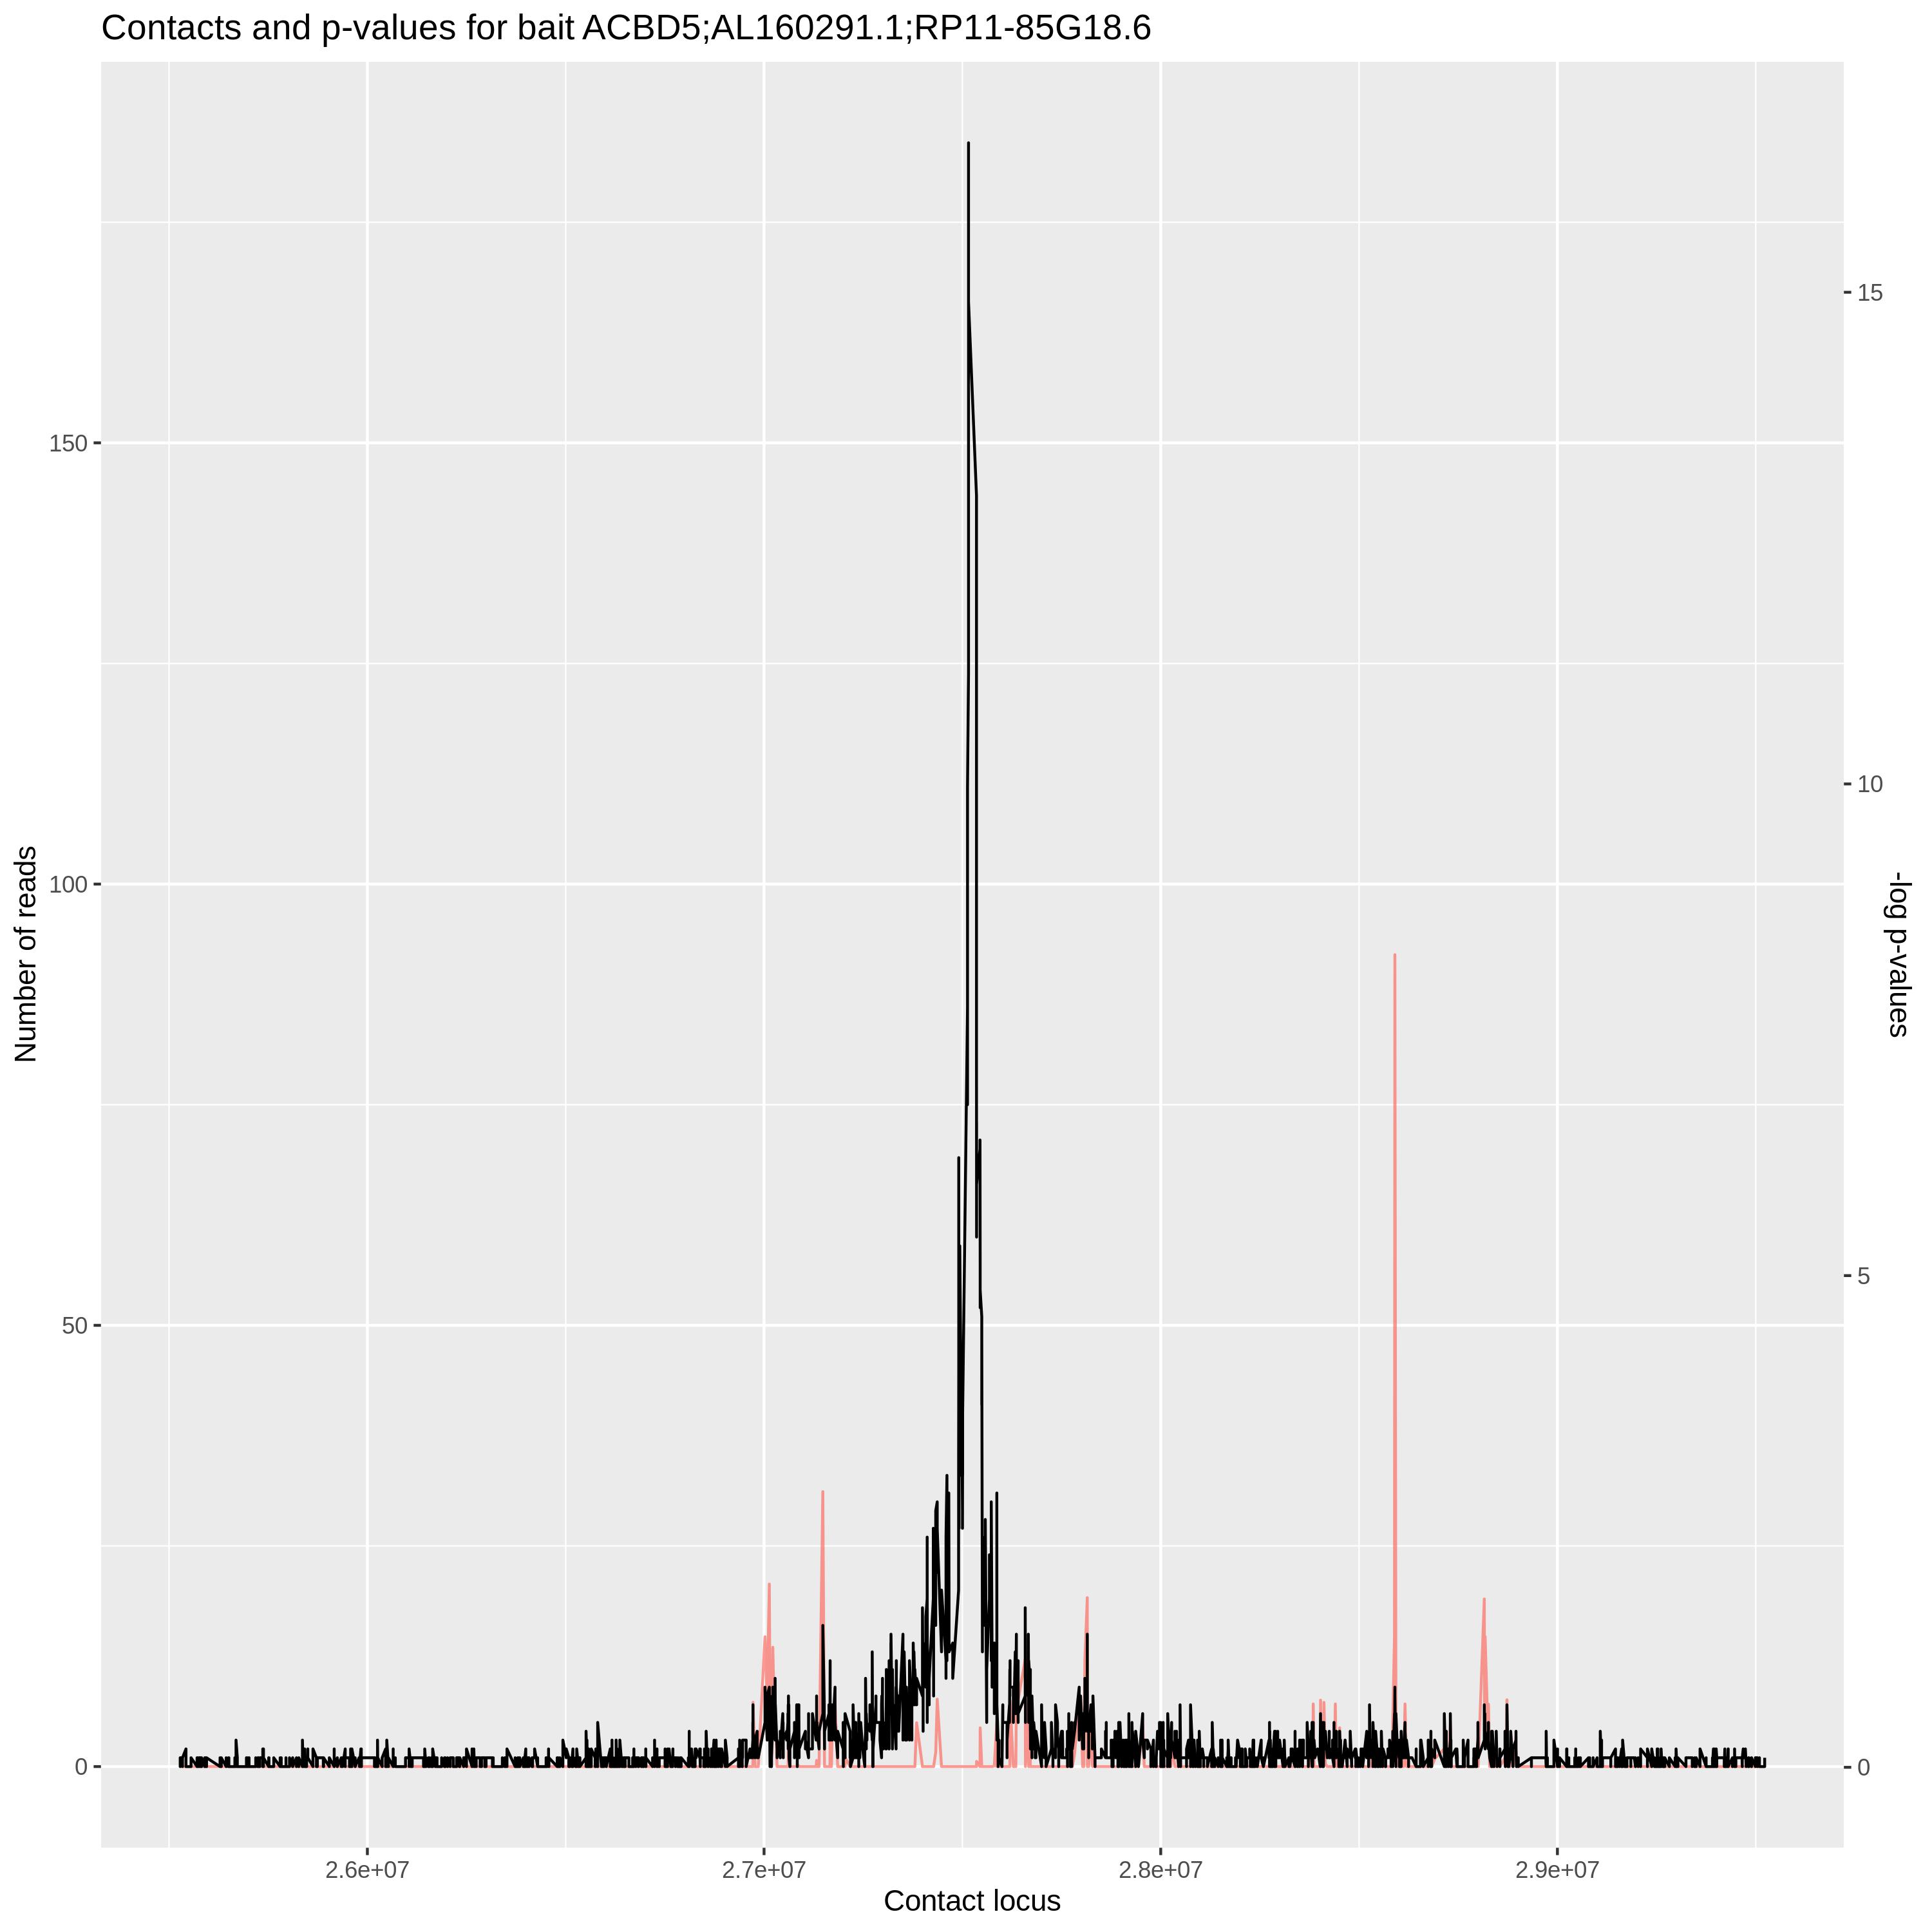 Contacts and p-values for bait ACBD5;AL160291.1;RP11-85G18.6
Number of reads
150
100
50
0
15
10
5
0
-log p-values
2.6e+07
2.7e+07
2.8e+07
2.9e+07
Contact locus